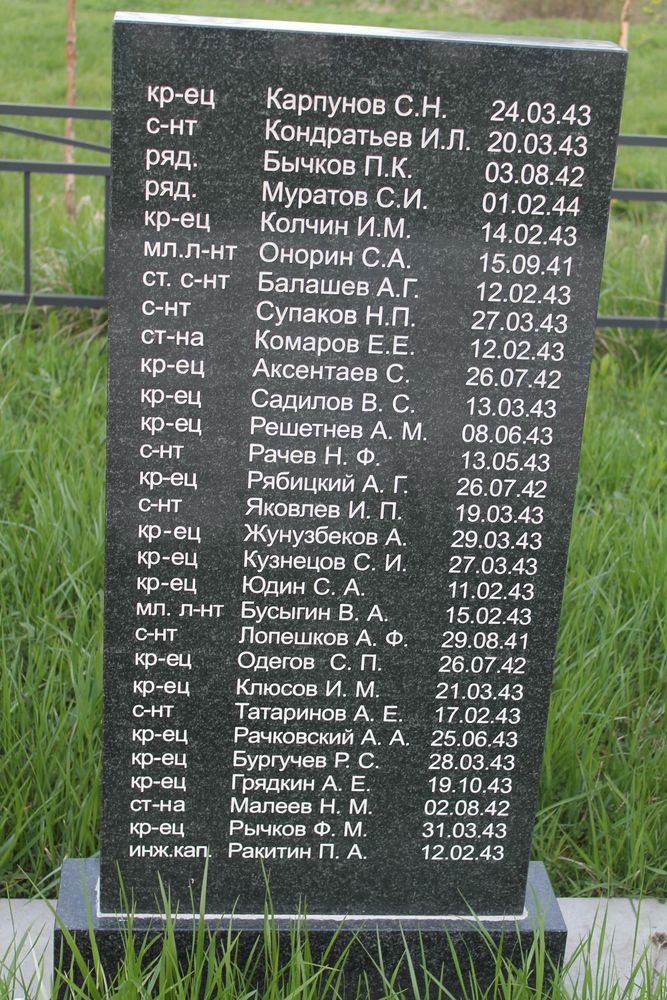 кр-ец Карпунов С.Н. 24.03.43
с-нт Кондратьев И.Л. 20.03.43
ряд. Бычков П.К. 03.08.42
ряд. Муратов С.И. 01.02.44
кр-ец Колчин И.М. 14.02.43
мл.л-нт Онорин С.А. 15.09.41
ст. с-нт Балашев А.Г. 12.02.43
с-нт Супаков Н.П. 27.03.43
ст-на Комаров Е.Е. 12.02.43
кр-ец Аксентаев С. 26.07.42
кр-ец Садилов В. С. 13.03.43
кр-ец Решетнев А. М. 08.06.43
с-нт Рачев Н. Ф. 13.05.43
кр-ец Рябицкий А. Г. 26.07.42
с-нт Яковлев И. П. 19.03.43
кр-ец Жунузбеков А. 29.03.43
кр-ец Кузнецов С. И. 27.03.43
кр-ец Юдин С. А. 11.02.43
мл. л-нт Бусыгин В. А. 15.02.43
с-нт Лопешков А. Ф. 29.08.41
кр-ец Одегов С. П. 26.07.42
кр-ец Клюсов И. М. 21.03.43
с-нт Татаринов А. Е. 17.02.43
кр-ец Рачковский А. А. 25.06.43
кр-ец Бургучев Р. С. 28.03.43
кр-ец Грядкин А. Е. 19.10.43
ст-на Малеев Н. М. 02.08.42
кр-ец Рычков Ф. М. 31.03.43
инж.кап. Ракитин П. А. 12.02.43